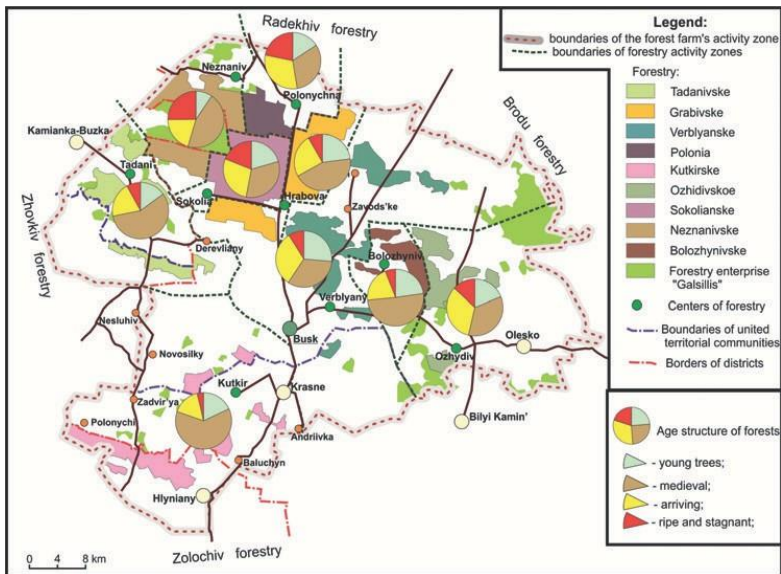 Radekhiv forestry
Neznaniv
Polonychna
Brodu forestry
Kamianka-Buzka
Tadani
Zhovkiv forestry
Sokolia
Hrabova
Zavods'ke
Derevliany
Bolozhyniv
Verblyany
Nesluhiv
Busk
Olesko
Novosilky
Ozhydiv
Kutkir
Krasne
Zadvir'ya
Bilyi Kamin'
Polonychi
Andriivka
Baluchyn
Hlyniany
Zolochiv forestry
0 4 8 km
Legend:
boundaries of the forest farm's activity zone
boundaries of forestry activity zones
Forestry:
Tadanivske
Grabivske
Verblyanske
Polonia
Kutkirske
Ozhidivskoe
Sokolianske
Neznanivske
Bolozhynivske
Forestry enterprise
"Galsillis"
Centers of forestry
Boundaries of united
territorial communities
Borders of districts
Age structure of forests
- young trees;
- medieval;
- arriving;
- ripe and stagnant;